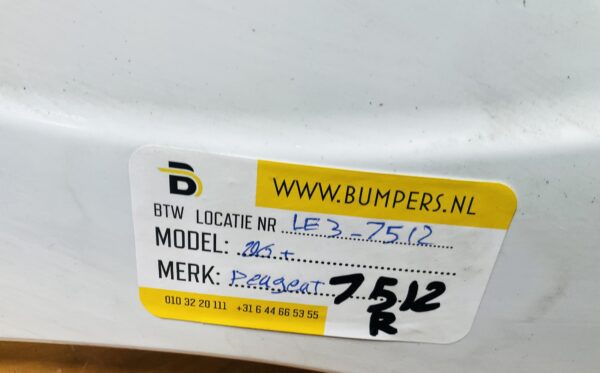 B
WWW.BUMPERS.NL
BTW LOCATIE NR LE3-7512
MODEL: 206+
MERK: Peugeot
7512
R
010 32 20 111 +31 6 44 66 53 55